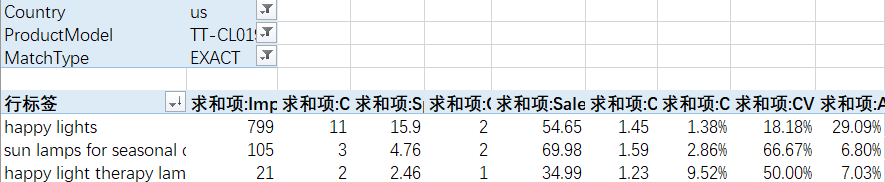 Country us
ProductModel TT-CL019
MatchType EXACT
行标签 求和项:Imp 求和项:C 求和项:Sp 求和项:C 求和项:Sale 求和项:C 求和项:C 求和项:CV 求和项:A
happy lights 799 11 15.9 2 54.65 1.45 1.38% 18.18% 29.09%
sun lamps for seasonal d 105 3 4.76 2 69.98 1.59 2.86% 66.67% 6.80%
happy light therapy lam 21 2 2.46 1 34.99 1.23 9.52% 50.00% 7.03%